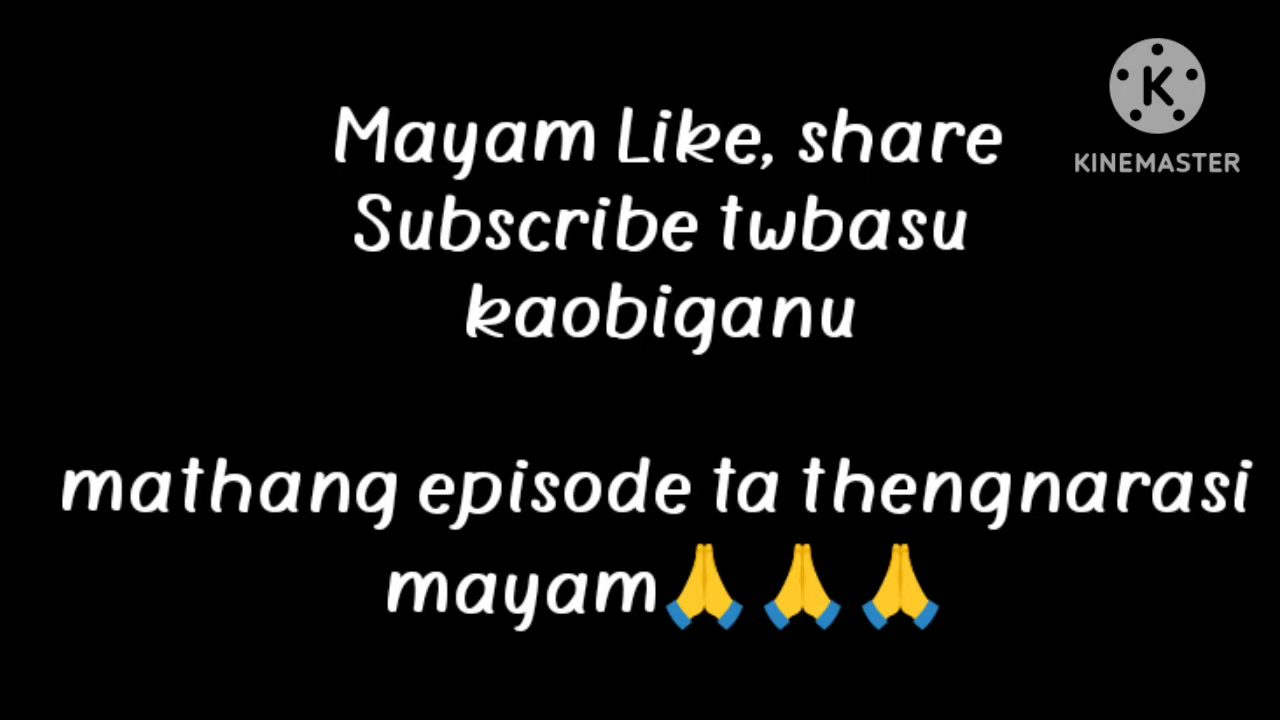 Mayam Like, share
Subscribe twbasu
kaobiganu
mathang episode ta thengnarasi
mayam🙏🙏🙏
K
KINEMASTER